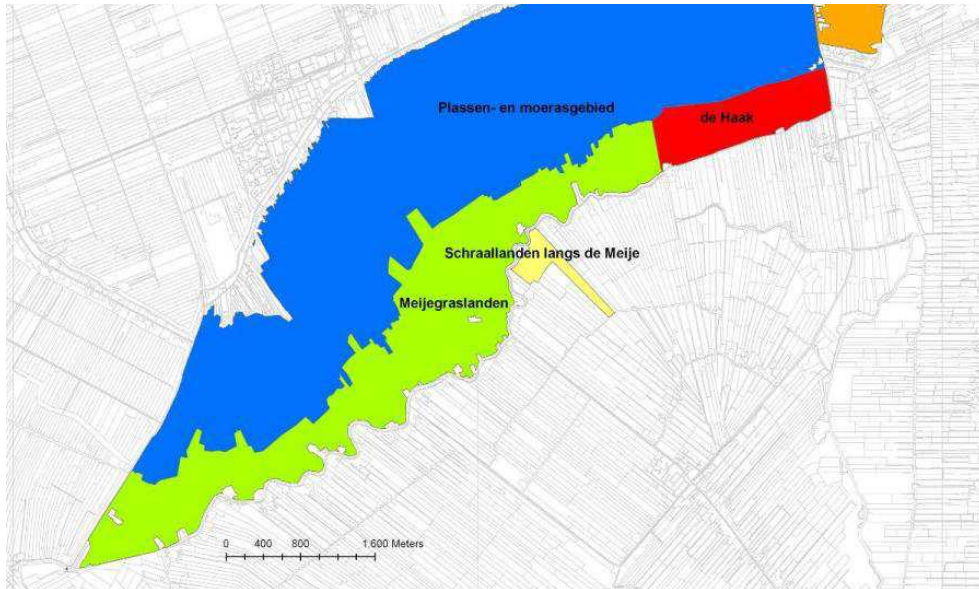 Plassen- en moerasgebied
de Haak
Schraallanden langs de Meije
Meijegraslanden
0 400 800 1.600 Meters